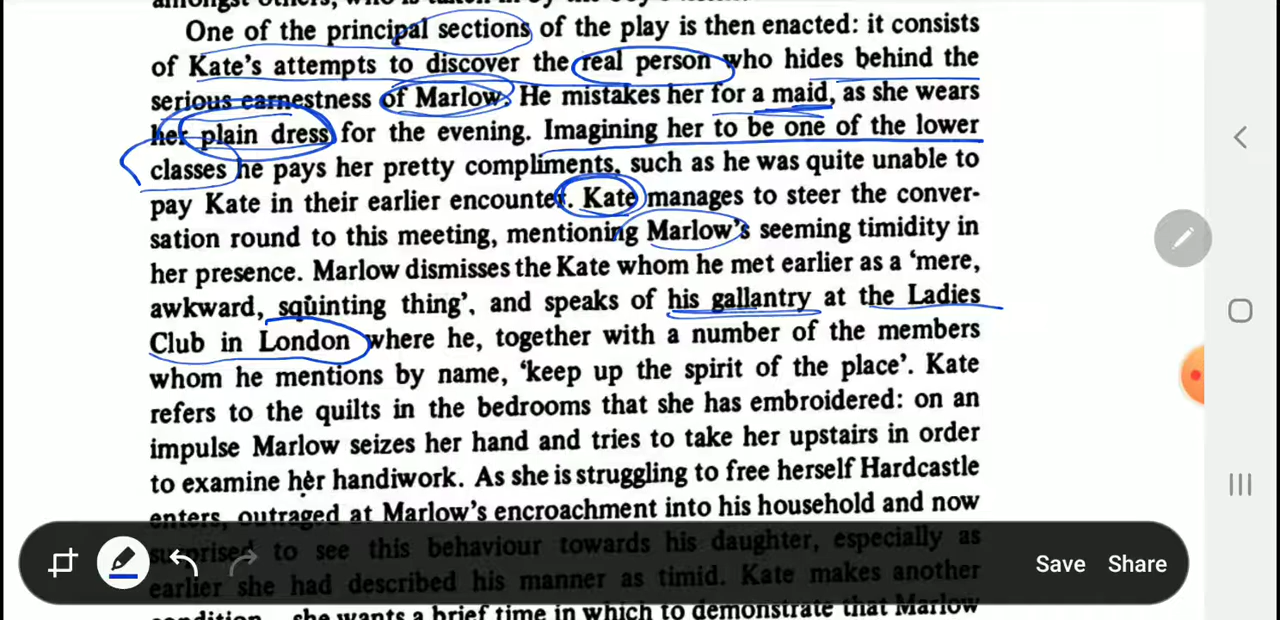 One of the principal sections of the play is then enacted: it consists
of Kate's attempts to discover the real person who hides behind the
serious earnestness of Marlow. He mistakes her for a maid, as she wears
her plain dress for the evening. Imagining her to be one of the lower
classes he pays her pretty compliments, such as he was quite unable to
pay Kate in their earlier encounter. Kate manages to steer the conver-
sation round to this meeting, mentioning Marlow's seeming timidity in
her presence. Marlow dismisses the Kate whom he met earlier as a 'mere,
awkward, squinting thing', and speaks of his gallantry at the Ladies
Club in London where he, together with a number of the members
whom he mentions by name, 'keep up the spirit of the place'. Kate
refers to the quilts in the bedrooms that she has embroidered: on an
impulse Marlow seizes her hand and tries to take her upstairs in order
to examine her handiwork. As she is struggling to free herself Hardcastle
enters, outraged at Marlow's encroachment into his household and now
surprised to see this behaviour towards his daughter, especially as
earlier she had described his manner as timid. Kate makes another
she wants a brief time in which to demonstrate that Marlow
Save Share